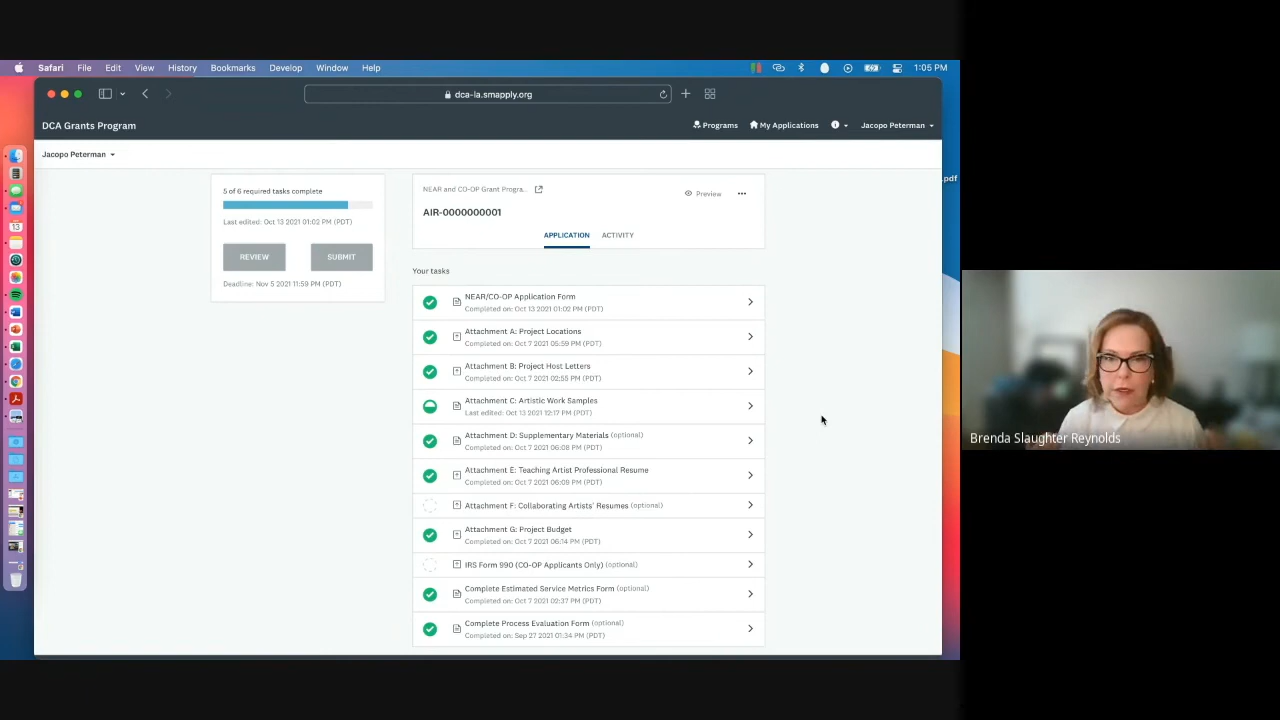 Safari File Edit View History Bookmarks Develop Window Help 1:05 PM
dca-la.smapply.org
DCA Grants Program Programs My Applications Jacopo Peterman
Jacopo Peterman
.pdf
5 of 6 required tasks complete
Last edited: Oct 13 2021 01:02 PM (PDT)
REVIEW SUBMIT
Deadline: Nov 5 2021 11:59 PM (PDT)
NEAR and CO-OP Grant Progra... Preview
AIR-0000000001
APPLICATION ACTIVITY
Your tasks
NEAR/CO-OP Application Form
Completed on: Oct 13 2021 01:02 PM (PDT)
Attachment A: Project Locations
Completed on: Oct 7 2021 05:59 PM (PDT)
Attachment B: Project Host Letters
Completed on: Oct 7 2021 02:55 PM (PDT)
Attachment C: Artistic Work Samples
Last edited: Oct 13 2021 12:17 PM (PDT)
Attachment D: Supplementary Materials (optional)
Completed on: Oct 7 2021 06:08 PM (PDT)
Attachment E: Teaching Artist Professional Resume
Completed on: Oct 7 2021 06:09 PM (PDT)
Attachment F: Collaborating Artists' Resumes (optional)
Attachment G: Project Budget
Completed on: Oct 7 2021 06:14 PM (PDT)
IRS Form 990 (CO-OP Applicants Only) (optional)
Complete Estimated Service Metrics Form (optional)
Completed on: Oct 7 2021 02:37 PM (PDT)
Complete Process Evaluation Form (optional)
Completed on: Sep 27 2021 01:34 PM (PDT)
Brenda Slaughter Reynolds